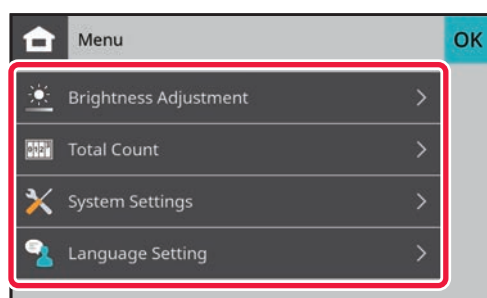 Menu
OK
Brightness Adjustment
Total Count
System Settings
Language Setting